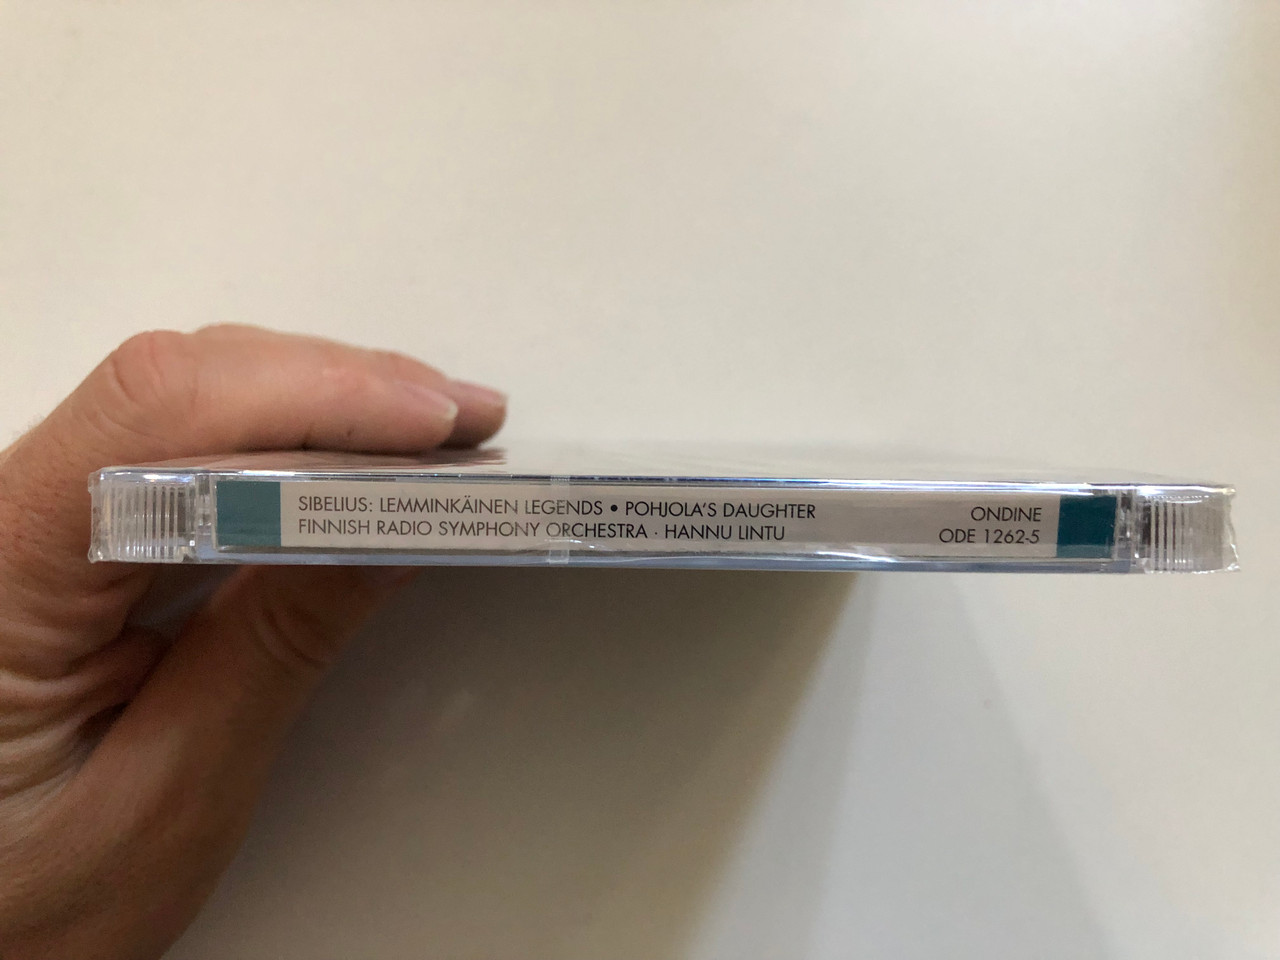 SIBELIUS: LEMMINKÄINEN LEGENDS • POHJOLA'S DAUGHTER
FINNISH RADIO SYMPHONY ORCHESTRA · HANNU LINTU
ONDINE
ODE 1262-5